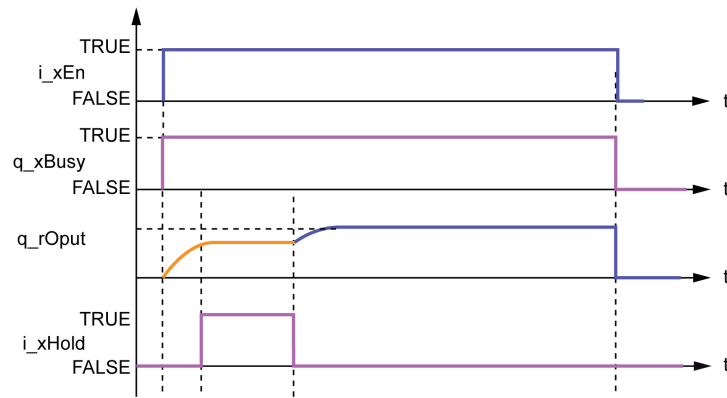 TRUE
i_xEn
FALSE
t
TRUE
q_xBusy
FALSE
t
q_rOput
t
TRUE
i_xHold
FALSE
t